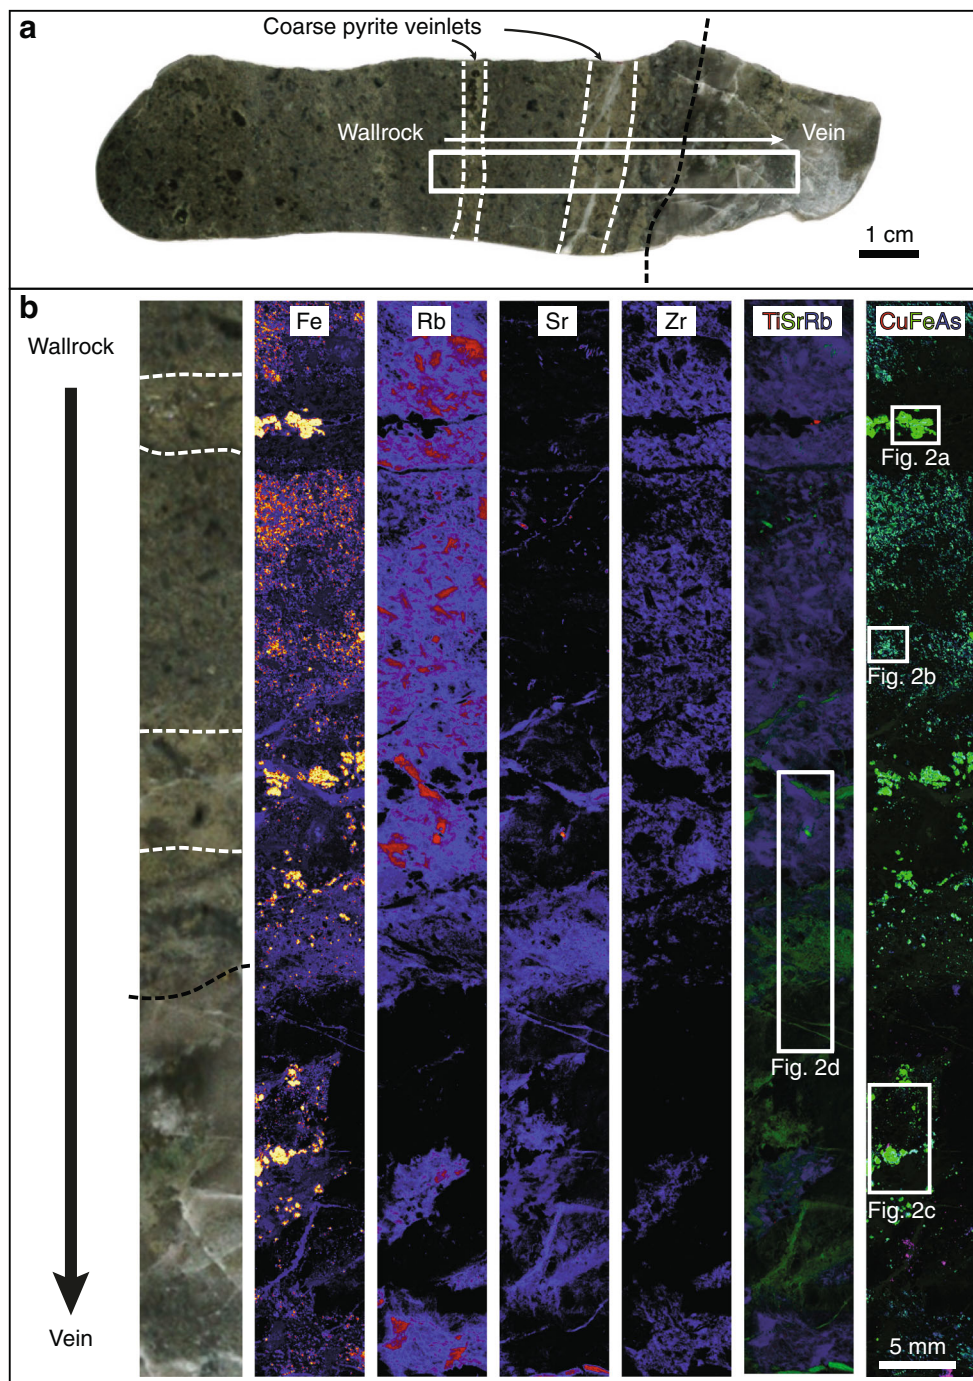 a
Coarse pyrite veinlets
Wallrock
Vein
1 cm
b
Wallrock
Fe
Rb
Sr
Zr
TiSrRb
CuFeAs
Fig. 2a
Fig. 2b
Fig. 2d
Fig. 2c
Vein
5 mm